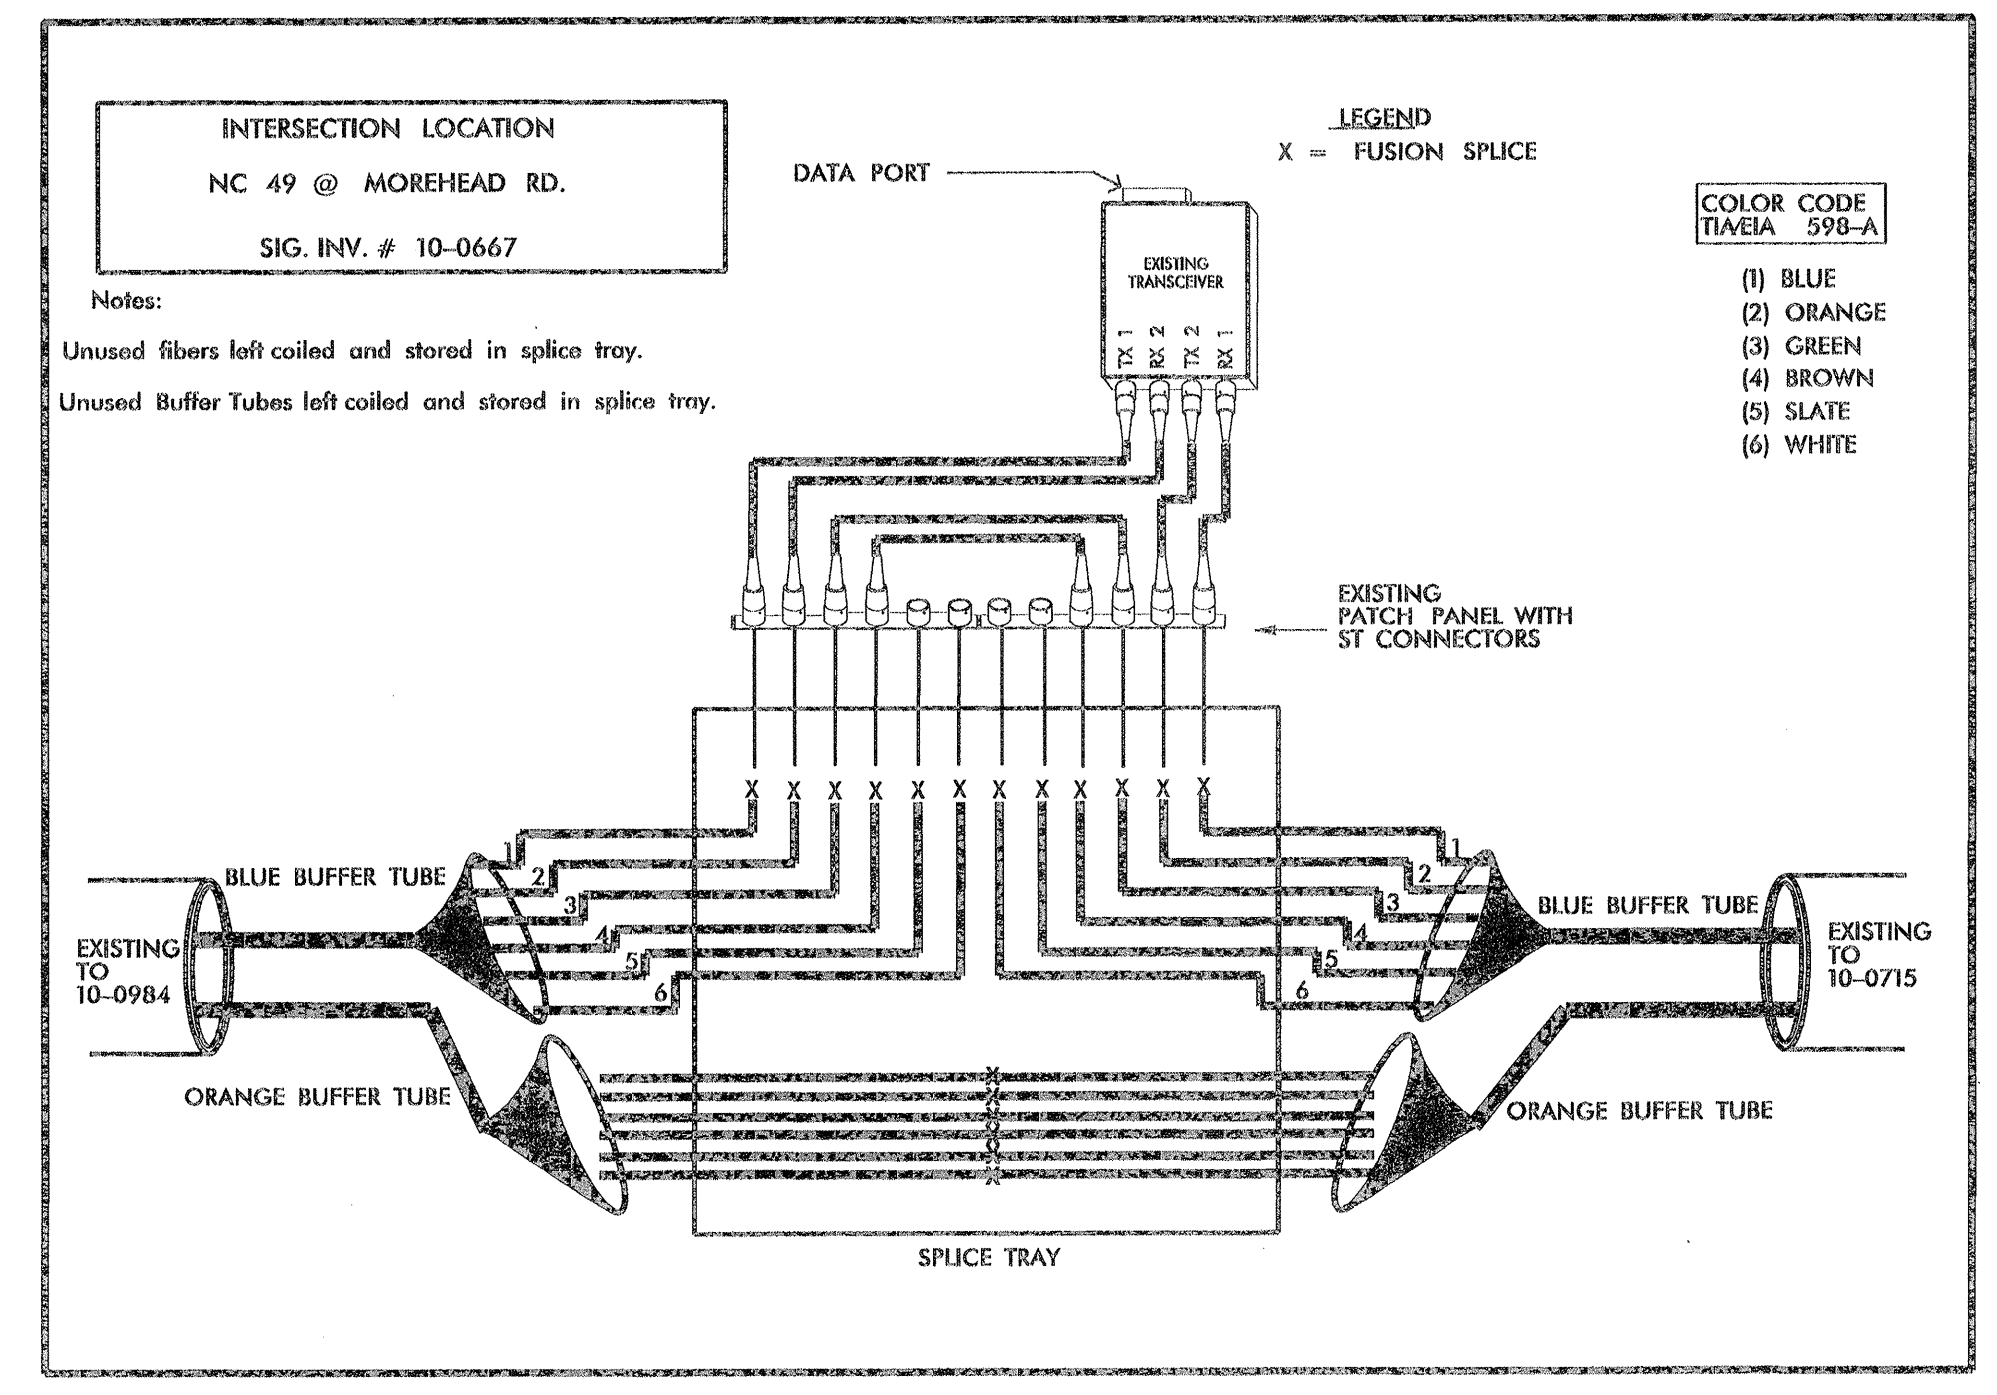 INTERSECTION LOCATION
NC 49 @ MOREHEAD RD.
SIG. INV. # 10-0667
Notes:
Unused fibers left coiled and stored in splice tray.
Unused Buffer Tubes left coiled and stored in splice tray.
DATA PORT
LEGEND
X = FUSION SPLICE
COLOR CODE
TIA/EIA 598-A
(1) BLUE
(2) ORANGE
(3) GREEN
(4) BROWN
(5) SLATE
(6) WHITE
EXISTING
TRANSCEIVER
TX 1
RX 2
TX 2
RX 1
EXISTING
PATCH PANEL WITH
ST CONNECTORS
X X X X X X X X X X X X
1
2
3
4
5
6
1
2
3
4
5
6
BLUE BUFFER TUBE
EXISTING
TO
10-0984
ORANGE BUFFER TUBE
BLUE BUFFER TUBE
EXISTING
TO
10-0715
ORANGE BUFFER TUBE
X
X
X
X
X
X
SPLICE TRAY